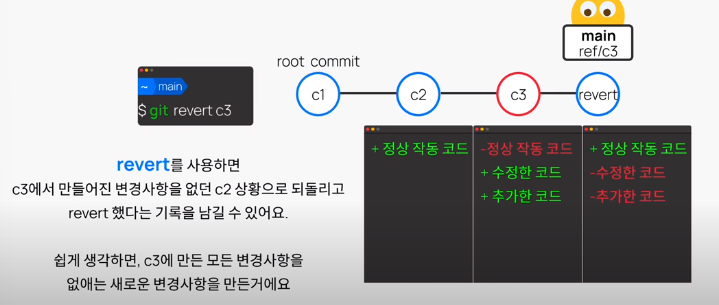 main
ref/c3
root commit
~ main
$ git revert c3
c1
c2
c3
revert
+ 정상 작동 코드
-정상 작동 코드
+ 수정한 코드
+ 추가한 코드
+ 정상 작동 코드
-수정한 코드
-추가한 코드
revert를 사용하면
c3에서 만들어진 변경사항을 없던 c2 상황으로 되돌리고
revert 했다는 기록을 남길 수 있어요.
쉽게 생각하면, c3에 만든 모든 변경사항을
없애는 새로운 변경사항을 만든거에요